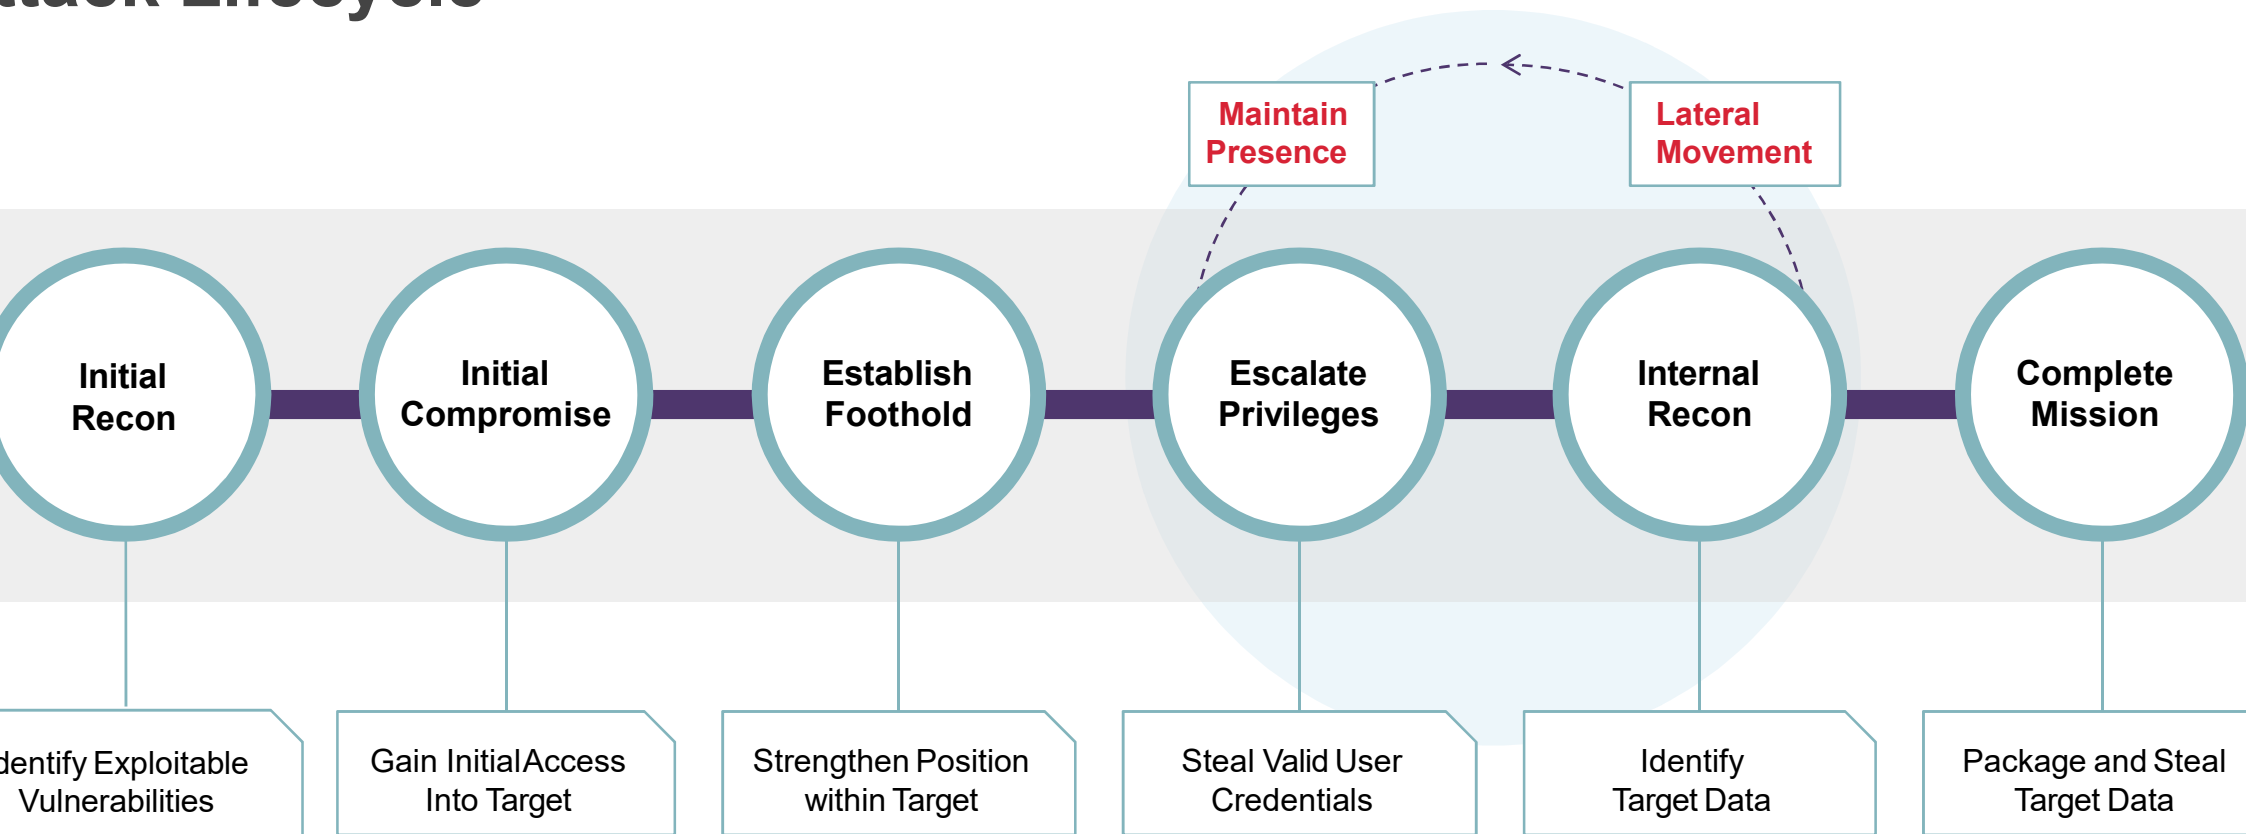 Lifecycle
Maintain
Presence
Lateral
Movement
Initial
Recon
Initial
Compromise
Establish
Foothold
Escalate
Privileges
Internal
Recon
Complete
Mission
dentify Exploitable
Vulnerabilities
Gain Initial Access
Into Target
Strengthen Position
within Target
Steal Valid User
Credentials
Identify
Target Data
Package and Steal
Target Data